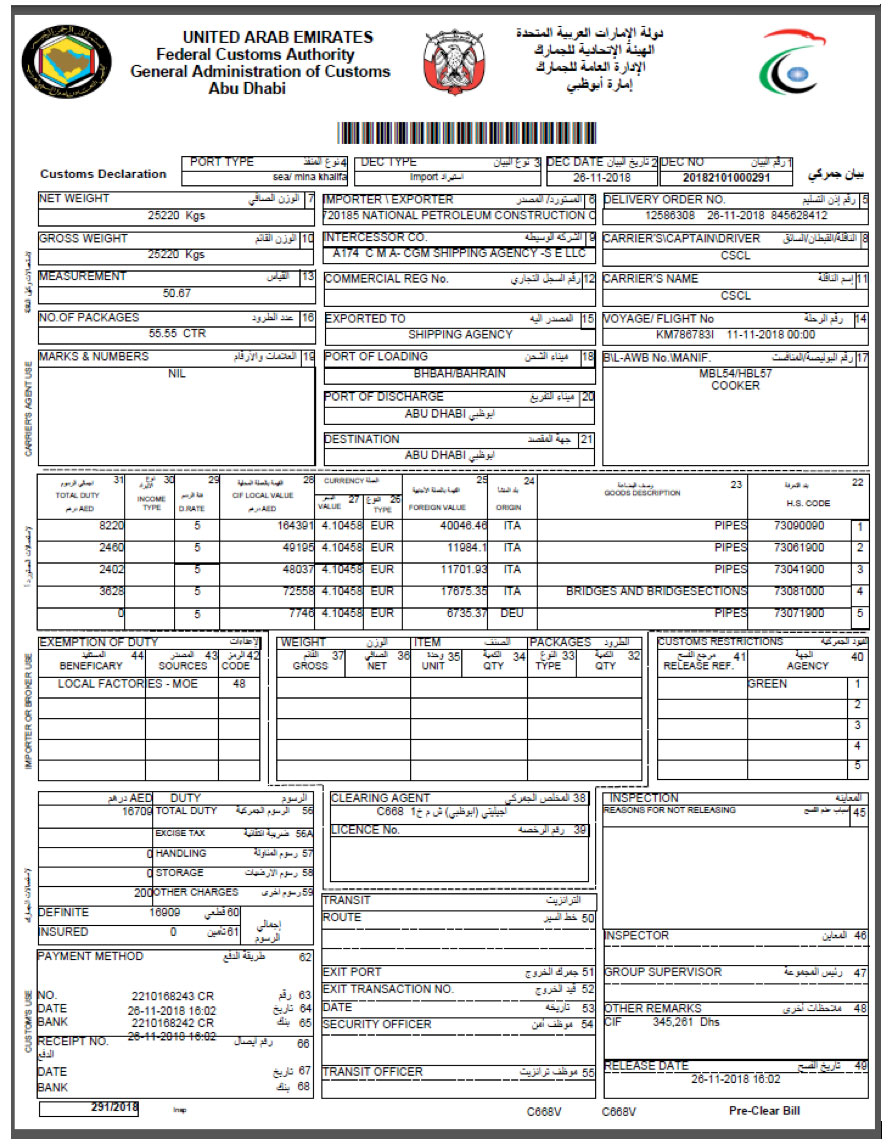 UNITED ARAB EMIRATES
Federal Customs Authority
General Administration of Customs
Abu Dhabi
دولة الإمارات العربية المتحدة
الهيئة الإتحادية للجمارك
الإدارة العامة للجمارك
إمارة أبوظبي
Customs Declaration
PORT TYPE نوع المنفذ 4
sea/ mina khalifa
DEC TYPE نوع البيان 3
Import استيراد
DEC DATE تاريخ البيان 2
26-11-2018
DEC NO رقم البيان 1
20182101000291
بيان جمركي
NET WEIGHT الوزن الصافي 7
25220 Kgs
IMPORTER \ EXPORTER المستورد/ المصدر 6
720185 NATIONAL PETROLEUM CONSTRUCTION C
DELIVERY ORDER NO. رقم إذن التسليم 5
12586308 26-11-2018 845628412
GROSS WEIGHT الوزن القائم 10
25220 Kgs
INTERCESSOR CO. الشركه الوسيطه 9
A174 C M A- CGM SHIPPING AGENCY -S E LLC
CARRIER'S\CAPTAIN\DRIVER الناقلة/القبطان/السائق 8
CSCL
MEASUREMENT القياس 13
50.67
COMMERCIAL REG No. رقم السجل التجاري 12
CARRIER'S NAME إسم الناقلة 11
CSCL
NO.OF PACKAGES عدد الطرود 16
55.55 CTR
EXPORTED TO المصدر اليه 15
SHIPPING AGENCY
VOYAGE/ FLIGHT No رقم الرحلة 14
KM786783I 11-11-2018 00:00
MARKS & NUMBERS العلامات والارقام 19
NIL
PORT OF LOADING ميناء الشحن 18
BHBAH/BAHRAIN
B\L-AWB No.\MANIF. رقم البوليصة/المنافست 17
MBL54/HBL57
COOKER
PORT OF DISCHARGE ميناء التفريغ 20
ABU DHABI ابوظبي
DESTINATION جهة المقصد 21
ABU DHABI ابوظبي
CARRIER'S AGENT USE
TOTAL DUTY AED درهم اجمالي الرسوم 31
INCOME TYPE نوع الايراد 30
D.RATE فئة الرسم 29
CIF LOCAL VALUE AED درهم القيمة بالعملة المحلية 28
CURRENCY العملة
VALUE السعر 27
TYPE النوع 26
FOREIGN VALUE القيمة بالعملة الأجنبية 25
ORIGIN بلد المنشأ 24
GOODS DESCRIPTION وصف البضاعة 23
H.S. CODE بند التعرفة 22
8220 5 164391 4.10458 EUR 40046.46 ITA PIPES 73090090 1
2460 5 49195 4.10458 EUR 11984.1 ITA PIPES 73061900 2
2402 5 48037 4.10458 EUR 11701.93 ITA PIPES 73041900 3
3628 5 72558 4.10458 EUR 17675.35 ITA BRIDGES AND BRIDGESECTIONS 73081000 4
0 5 7746 4.10458 EUR 6735.37 DEU PIPES 73071900 5
IMPORTER OR BROKER USE
EXEMPTION OF DUTY الإعفاءات
BENEFICARY المستفيد 44
SOURCES المصدر 43
CODE الرمز 42
LOCAL FACTORIES - MOE 48
WEIGHT الوزن ITEM الصنف PACKAGES الطرود
GROSS القائم 37
NET الصافي 36
UNIT وحدة 35
QTY الكمية 34
TYPE النوع 33
QTY الكمية 32
CUSTOMS RESTRICTIONS القيود الجمركيه
RELEASE REF. مرجع الفسح 41
AGENCY الجهة 40
GREEN 1
2
3
4
5
AED درهم DUTY الرسوم
16709 TOTAL DUTY الرسوم الجمركية 56
EXCISE TAX ضريبة انتقائية 56A
0 HANDLING رسوم المناولة 57
0 STORAGE رسوم الارضيات 58
200 OTHER CHARGES رسوم اخرى 59
DEFINITE 16909 قطعي 60
INSURED 0 تأمين 61
إجمالي الرسوم
PAYMENT METHOD طريقة الدفع 62
NO. 2210168243 CR رقم 63
DATE 26-11-2018 16:02 تاريخ 64
BANK 2210168242 CR بنك 65
26-11-2018 16:02
RECEIPT NO. رقم ايصال 66
الدفع
DATE تاريخ 67
BANK بنك 68
CUSTOM'S USE
CLEARING AGENT المخلص الجمركي 38
C668 اجيليتي (ابوظبي) ش م خ1
LICENCE No. رقم الرخصه 39
TRANSIT الترانزيت
ROUTE خط السير 50
EXIT PORT جمرك الخروج 51
EXIT TRANSACTION NO. قيد الخروج 52
DATE تاريخه 53
SECURITY OFFICER موظف أمن 54
TRANSIT OFFICER موظف ترانزيت 55
INSPECTION المعاينه
REASONS FOR NOT RELEASING اسباب عدم الفسح 45
INSPECTOR المعاين 46
GROUP SUPERVISOR رئيس المجموعة 47
OTHER REMARKS ملاحظات أخرى 48
CIF 345,261 Dhs
RELEASE DATE تاريخ الفسح 49
26-11-2018 16:02
291/2018
Insp
C668V
C668V
Pre-Clear Bill